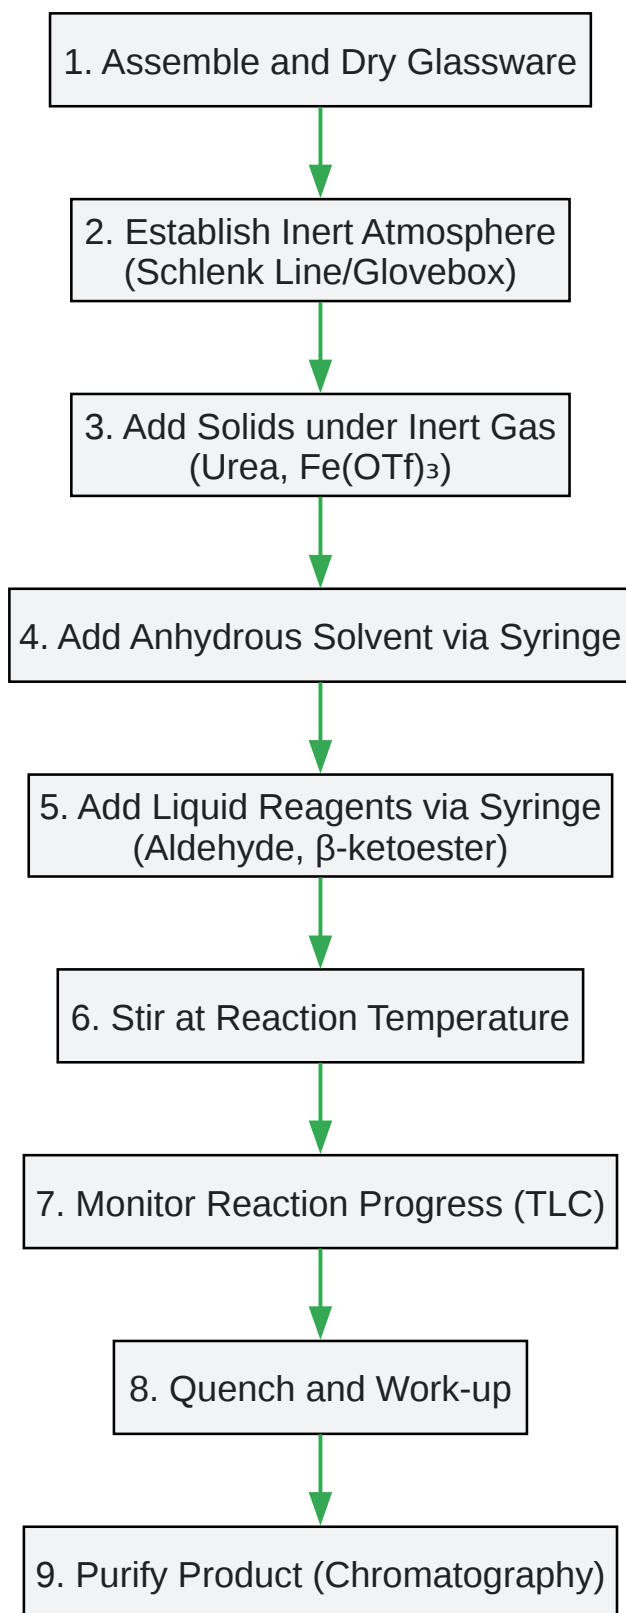 1. Assemble and Dry Glassware
2. Establish Inert Atmosphere
(Schlenk Line/Glovebox)
3. Add Solids under Inert Gas
(Urea, Fe(OTf)₃)
4. Add Anhydrous Solvent via Syringe
5. Add Liquid Reagents via Syringe
(Aldehyde, β-ketoester)
6. Stir at Reaction Temperature
7. Monitor Reaction Progress (TLC)
8. Quench and Work-up
9. Purify Product (Chromatography)